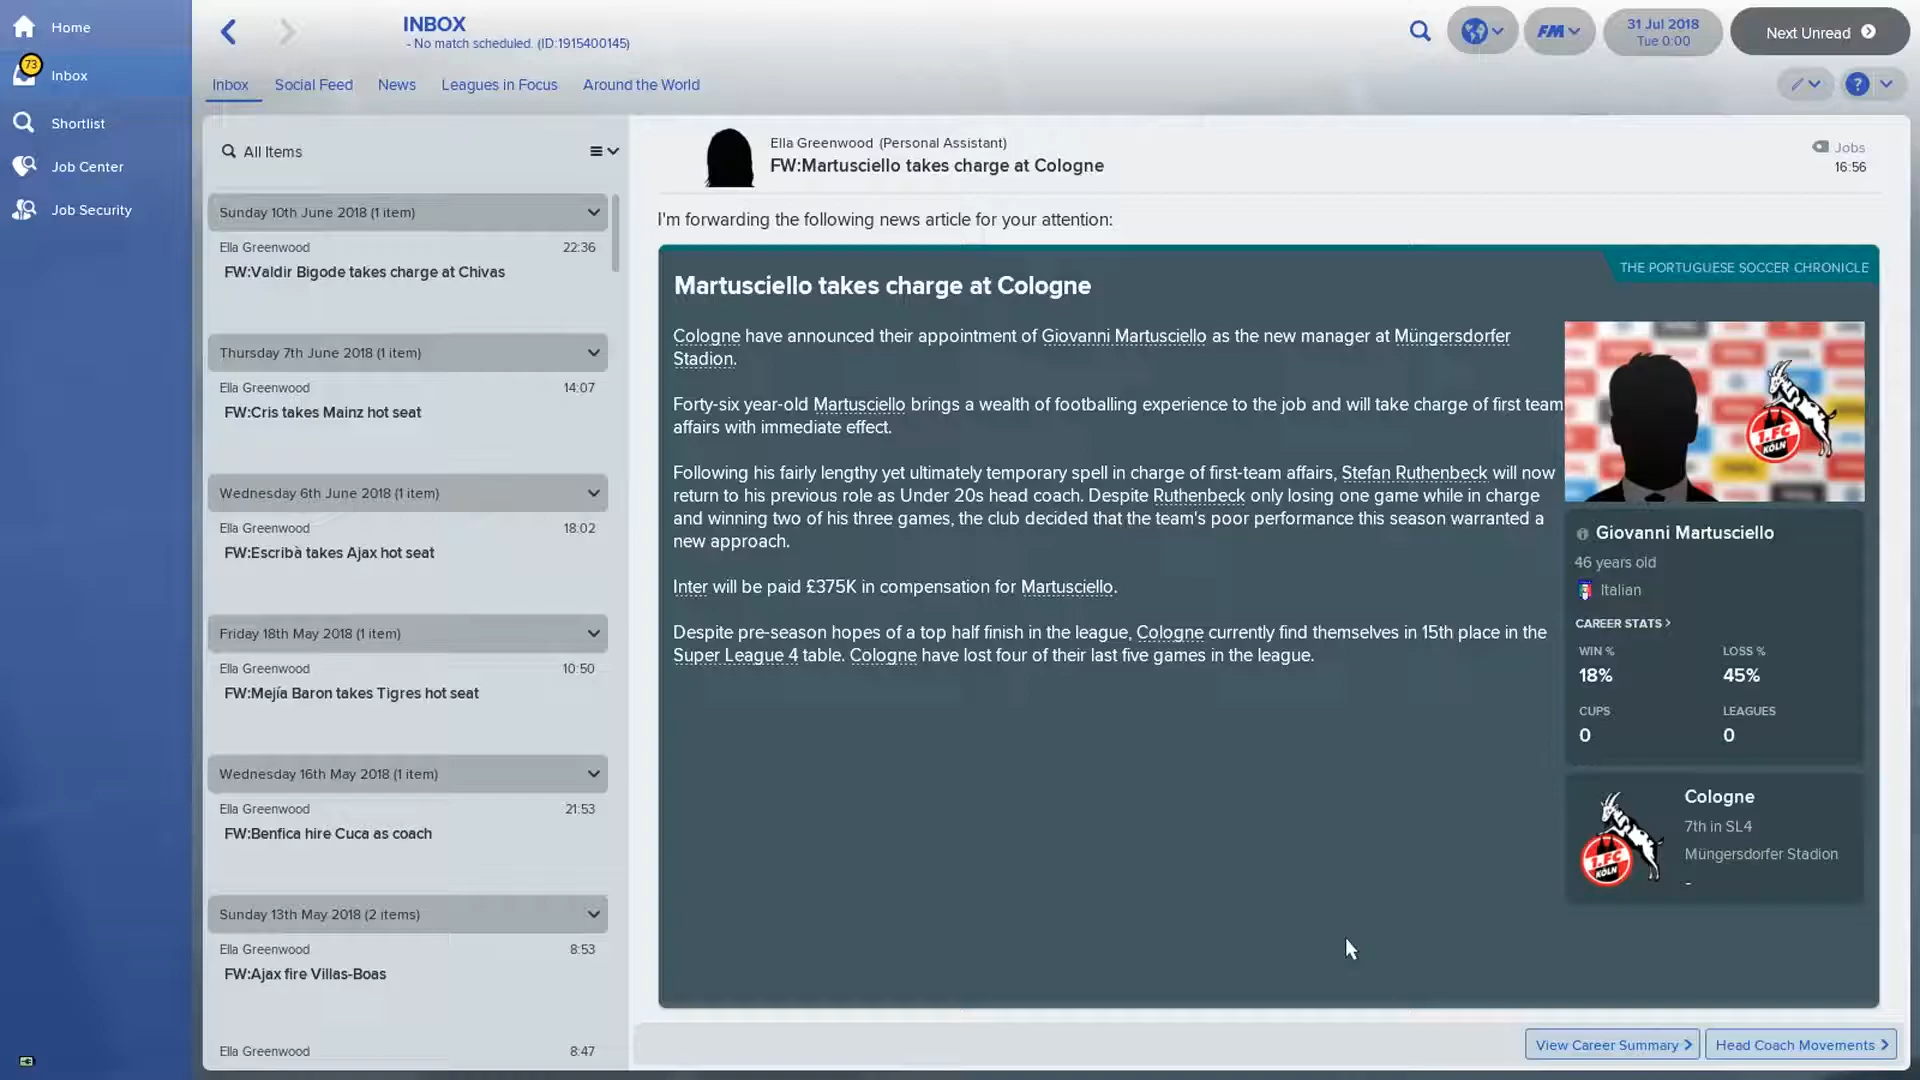 Home
73
Inbox
Shortlist
Job Center
Job Security
INBOX
- No match scheduled. (ID:1915400145)
FM
31 Jul 2018
Tue 0:00
Next Unread
Inbox
Social Feed
News
Leagues in Focus
Around the World
?
All Items
Sunday 10th June 2018 (1 item)
Ella Greenwood
22:36
FW:Valdir Bigode takes charge at Chivas
Thursday 7th June 2018 (1 item)
Ella Greenwood
14:07
FW:Cris takes Mainz hot seat
Wednesday 6th June 2018 (1 item)
Ella Greenwood
18:02
FW:Escribà takes Ajax hot seat
Friday 18th May 2018 (1 item)
Ella Greenwood
10:50
FW:Mejía Baron takes Tigres hot seat
Wednesday 16th May 2018 (1 item)
Ella Greenwood
21:53
FW:Benfica hire Cuca as coach
Sunday 13th May 2018 (2 items)
Ella Greenwood
8:53
FW:Ajax fire Villas-Boas
Ella Greenwood
8:47
Ella Greenwood (Personal Assistant)
FW:Martusciello takes charge at Cologne
Jobs
16:56
I'm forwarding the following news article for your attention:
THE PORTUGUESE SOCCER CHRONICLE
Martusciello takes charge at Cologne
Cologne have announced their appointment of Giovanni Martusciello as the new manager at Müngersdorfer
Stadion.
Forty-six year-old Martusciello brings a wealth of footballing experience to the job and will take charge of first team
affairs with immediate effect.
Following his fairly lengthy yet ultimately temporary spell in charge of first-team affairs, Stefan Ruthenbeck will now
return to his previous role as Under 20s head coach. Despite Ruthenbeck only losing one game while in charge
and winning two of his three games, the club decided that the team's poor performance this season warranted a
new approach.
Inter will be paid £375K in compensation for Martusciello.
Despite pre-season hopes of a top half finish in the league, Cologne currently find themselves in 15th place in the
Super League 4 table. Cologne have lost four of their last five games in the league.
1.FC
KÖLN
Giovanni Martusciello
46 years old
Italian
CAREER STATS >
WIN %
LOSS %
18%
45%
CUPS
LEAGUES
0
0
1.FC
KÖLN
Cologne
7th in SL4
Müngersdorfer Stadion
-
View Career Summary >
Head Coach Movements >